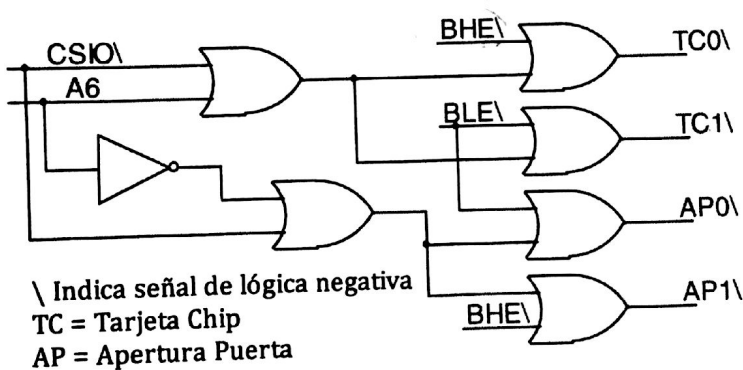 CSIO\
A6
BHE\
TC0\
BLE\
TC1\
AP0\
AP1\
BHE\
\ Indica señal de lógica negativa
TC = Tarjeta Chip
AP = Apertura Puerta